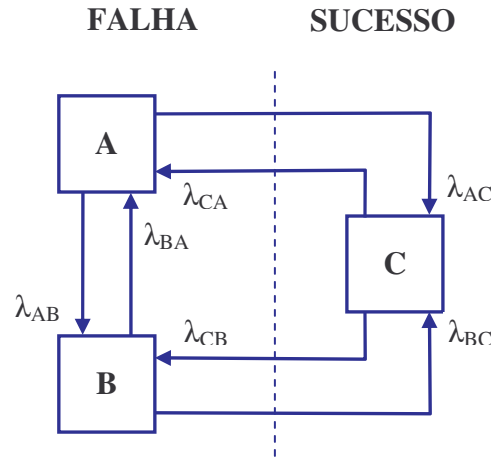 FALHA SUCESSO
A
λCA
λAC
λBA
C
λAB
λCB
λBC
B